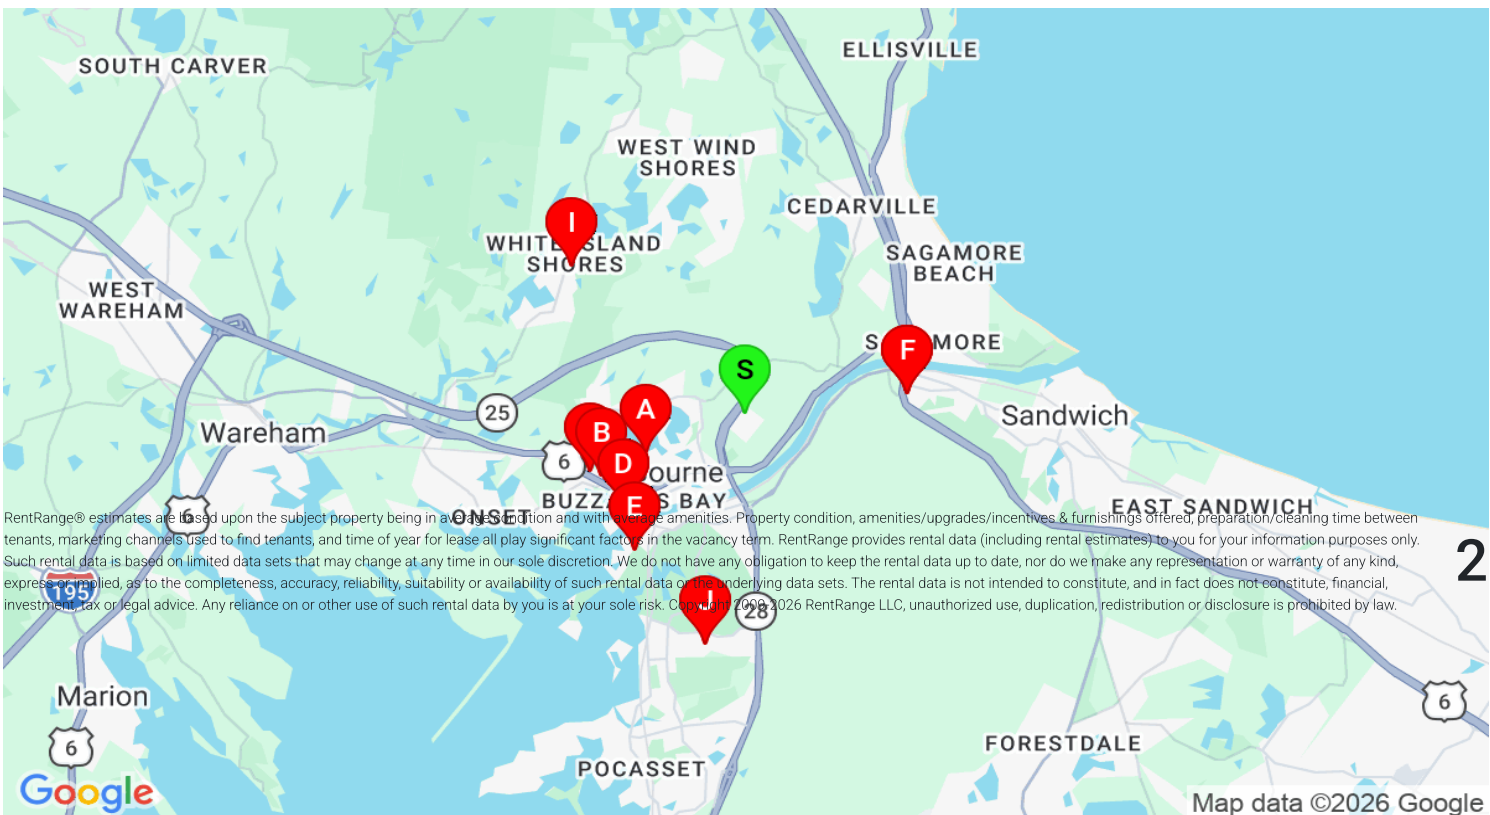 ELLISVILLE
SOUTH CARVER
WEST WIND
SHORES
CEDARVILLE
I
WHITE ISLAND
SHORES
SAGAMORE
BEACH
WEST
WAREHAM
S
F
25
A
Sandwich
Wareham
B
6
D
BUZZARDS BAY
E
EAST SANDWICH
ONSET
6
RentRange® estimates are based upon the subject property being in average condition and with average amenities. Property condition, amenities/upgrades/incentives & furnishings offered, preparation/cleaning time between
tenants, marketing channels used to find tenants, and time of year for lease all play significant factors in the vacancy term. RentRange provides rental data (including rental estimates) to you for your information purposes only.
Such rental data is based on limited data sets that may change at any time in our sole discretion. We do not have any obligation to keep the rental data up to date, nor do we make any representation or warranty of any kind,
express or implied, as to the completeness, accuracy, reliability, suitability or availability of such rental data or the underlying data sets. The rental data is not intended to constitute, and in fact does not constitute, financial,
investment, tax or legal advice. Any reliance on or other use of such rental data by you is at your sole risk. Copyright 2009-2026 RentRange LLC, unauthorized use, duplication, redistribution or disclosure is prohibited by law.
2
195
J
28
Marion
6
6
FORESTDALE
POCASSET
Google
Map data ©2026 Google